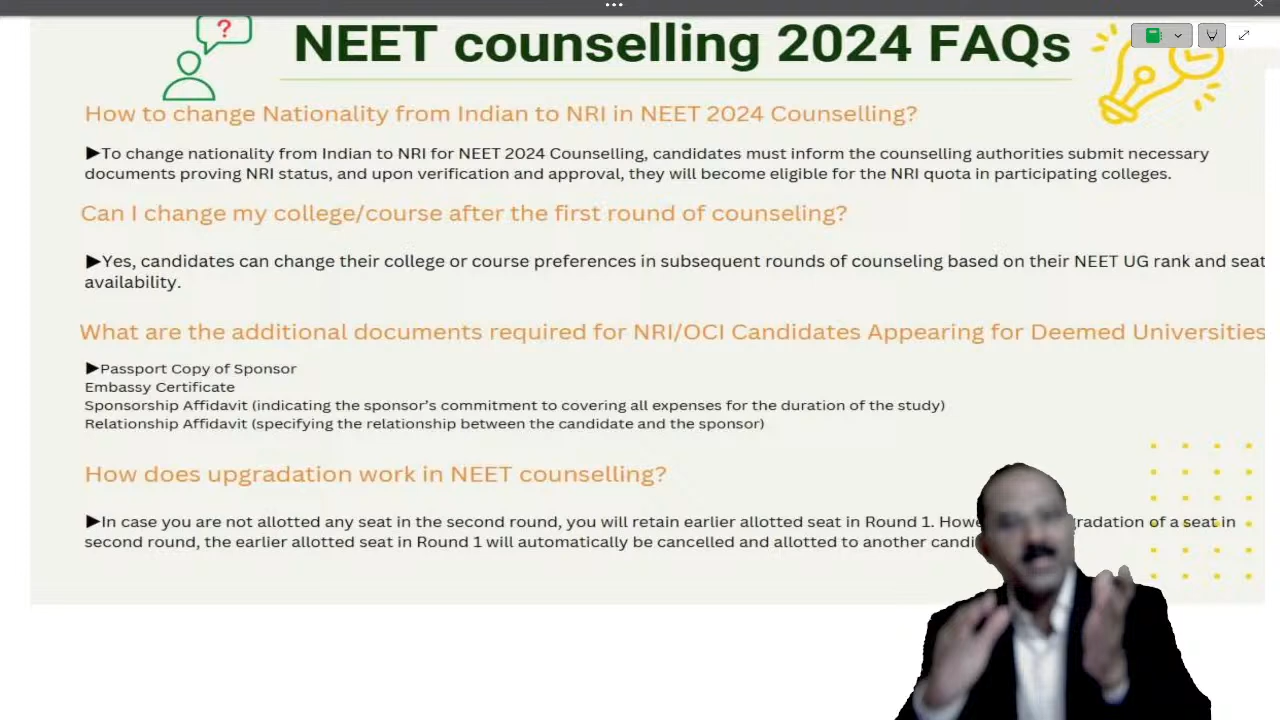 ?
NEET counselling 2024 FAQs
How to change Nationality from Indian to NRI in NEET 2024 Counselling?
▶To change nationality from Indian to NRI for NEET 2024 Counselling, candidates must inform the counselling authorities submit necessary
documents proving NRI status, and upon verification and approval, they will become eligible for the NRI quota in participating colleges.
Can I change my college/course after the first round of counseling?
▶Yes, candidates can change their college or course preferences in subsequent rounds of counseling based on their NEET UG rank and seat
availability.
What are the additional documents required for NRI/OCI Candidates Appearing for Deemed Universities
▶Passport Copy of Sponsor
Embassy Certificate
Sponsorship Affidavit (indicating the sponsor's commitment to covering all expenses for the duration of the study)
Relationship Affidavit (specifying the relationship between the candidate and the sponsor)
How does upgradation work in NEET counselling?
▶In case you are not allotted any seat in the second round, you will retain earlier allotted seat in Round 1. of a seat in
second round, the earlier allotted seat in Round 1 will automatically be cancelled and allotted to another